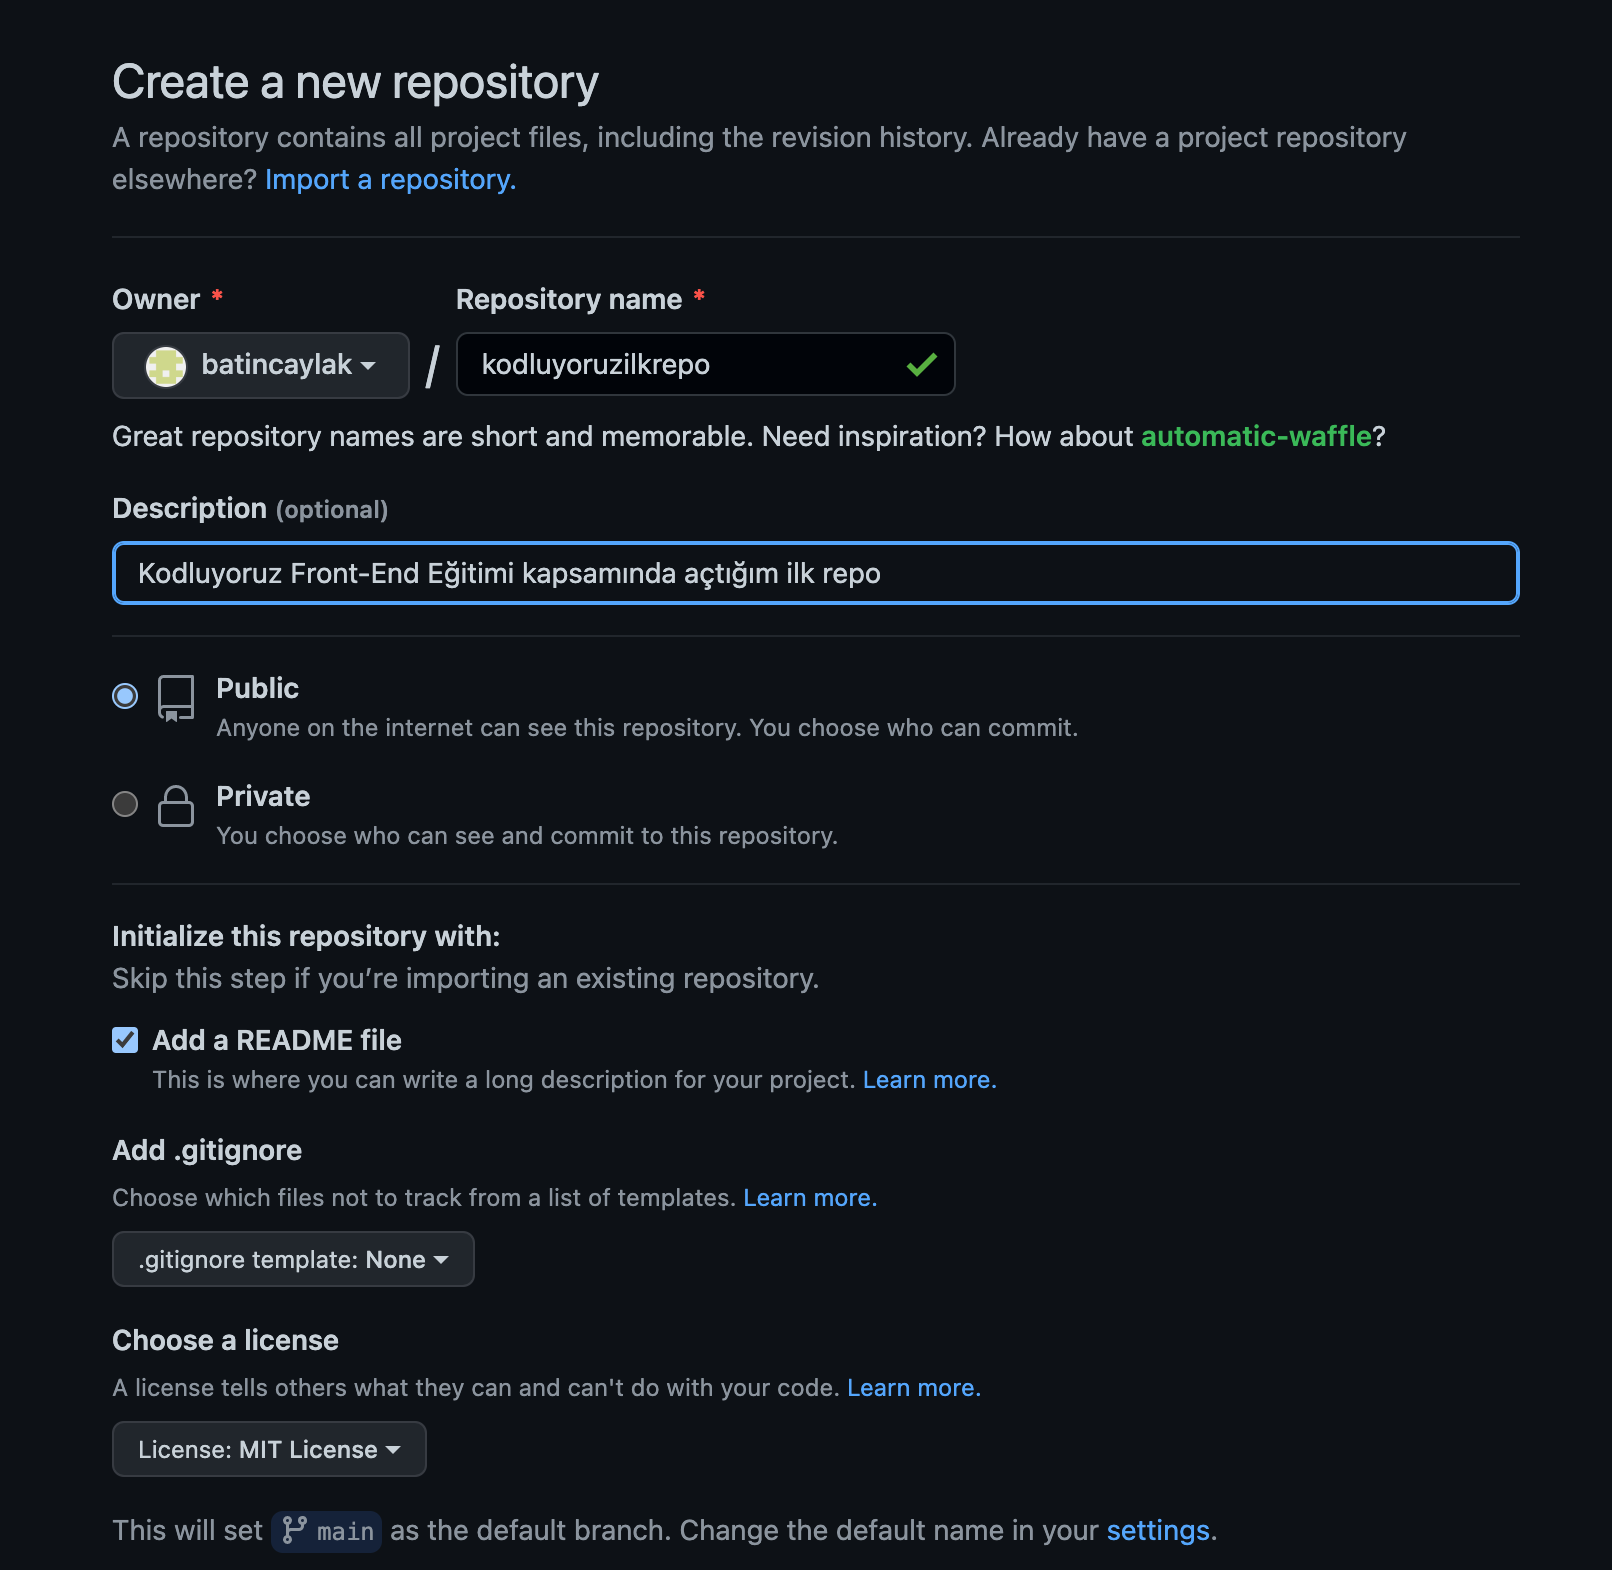 Create a new repository
A repository contains all project files, including the revision history. Already have a project repository
elsewhere? Import a repository.
Owner * Repository name *
batincaylak / kodluyoruzilkrepo
Great repository names are short and memorable. Need inspiration? How about automatic-waffle?
Description (optional)
Kodluyoruz Front-End Eğitimi kapsamında açtığım ilk repo
Public
Anyone on the internet can see this repository. You choose who can commit.
Private
You choose who can see and commit to this repository.
Initialize this repository with:
Skip this step if you’re importing an existing repository.
Add a README file
This is where you can write a long description for your project. Learn more.
Add .gitignore
Choose which files not to track from a list of templates. Learn more.
.gitignore template: None
Choose a license
A license tells others what they can and can't do with your code. Learn more.
License: MIT License
This will set main as the default branch. Change the default name in your settings.